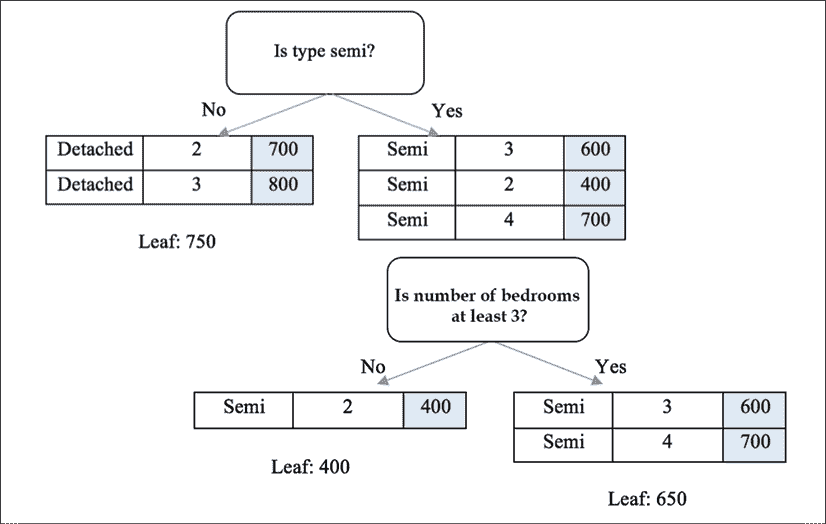 Is type semi?
No
Yes
Detached 2 700
Detached 3 800
Leaf: 750
Semi 3 600
Semi 2 400
Semi 4 700
Is number of bedrooms
at least 3?
No
Yes
Semi 2 400
Leaf: 400
Semi 3 600
Semi 4 700
Leaf: 650